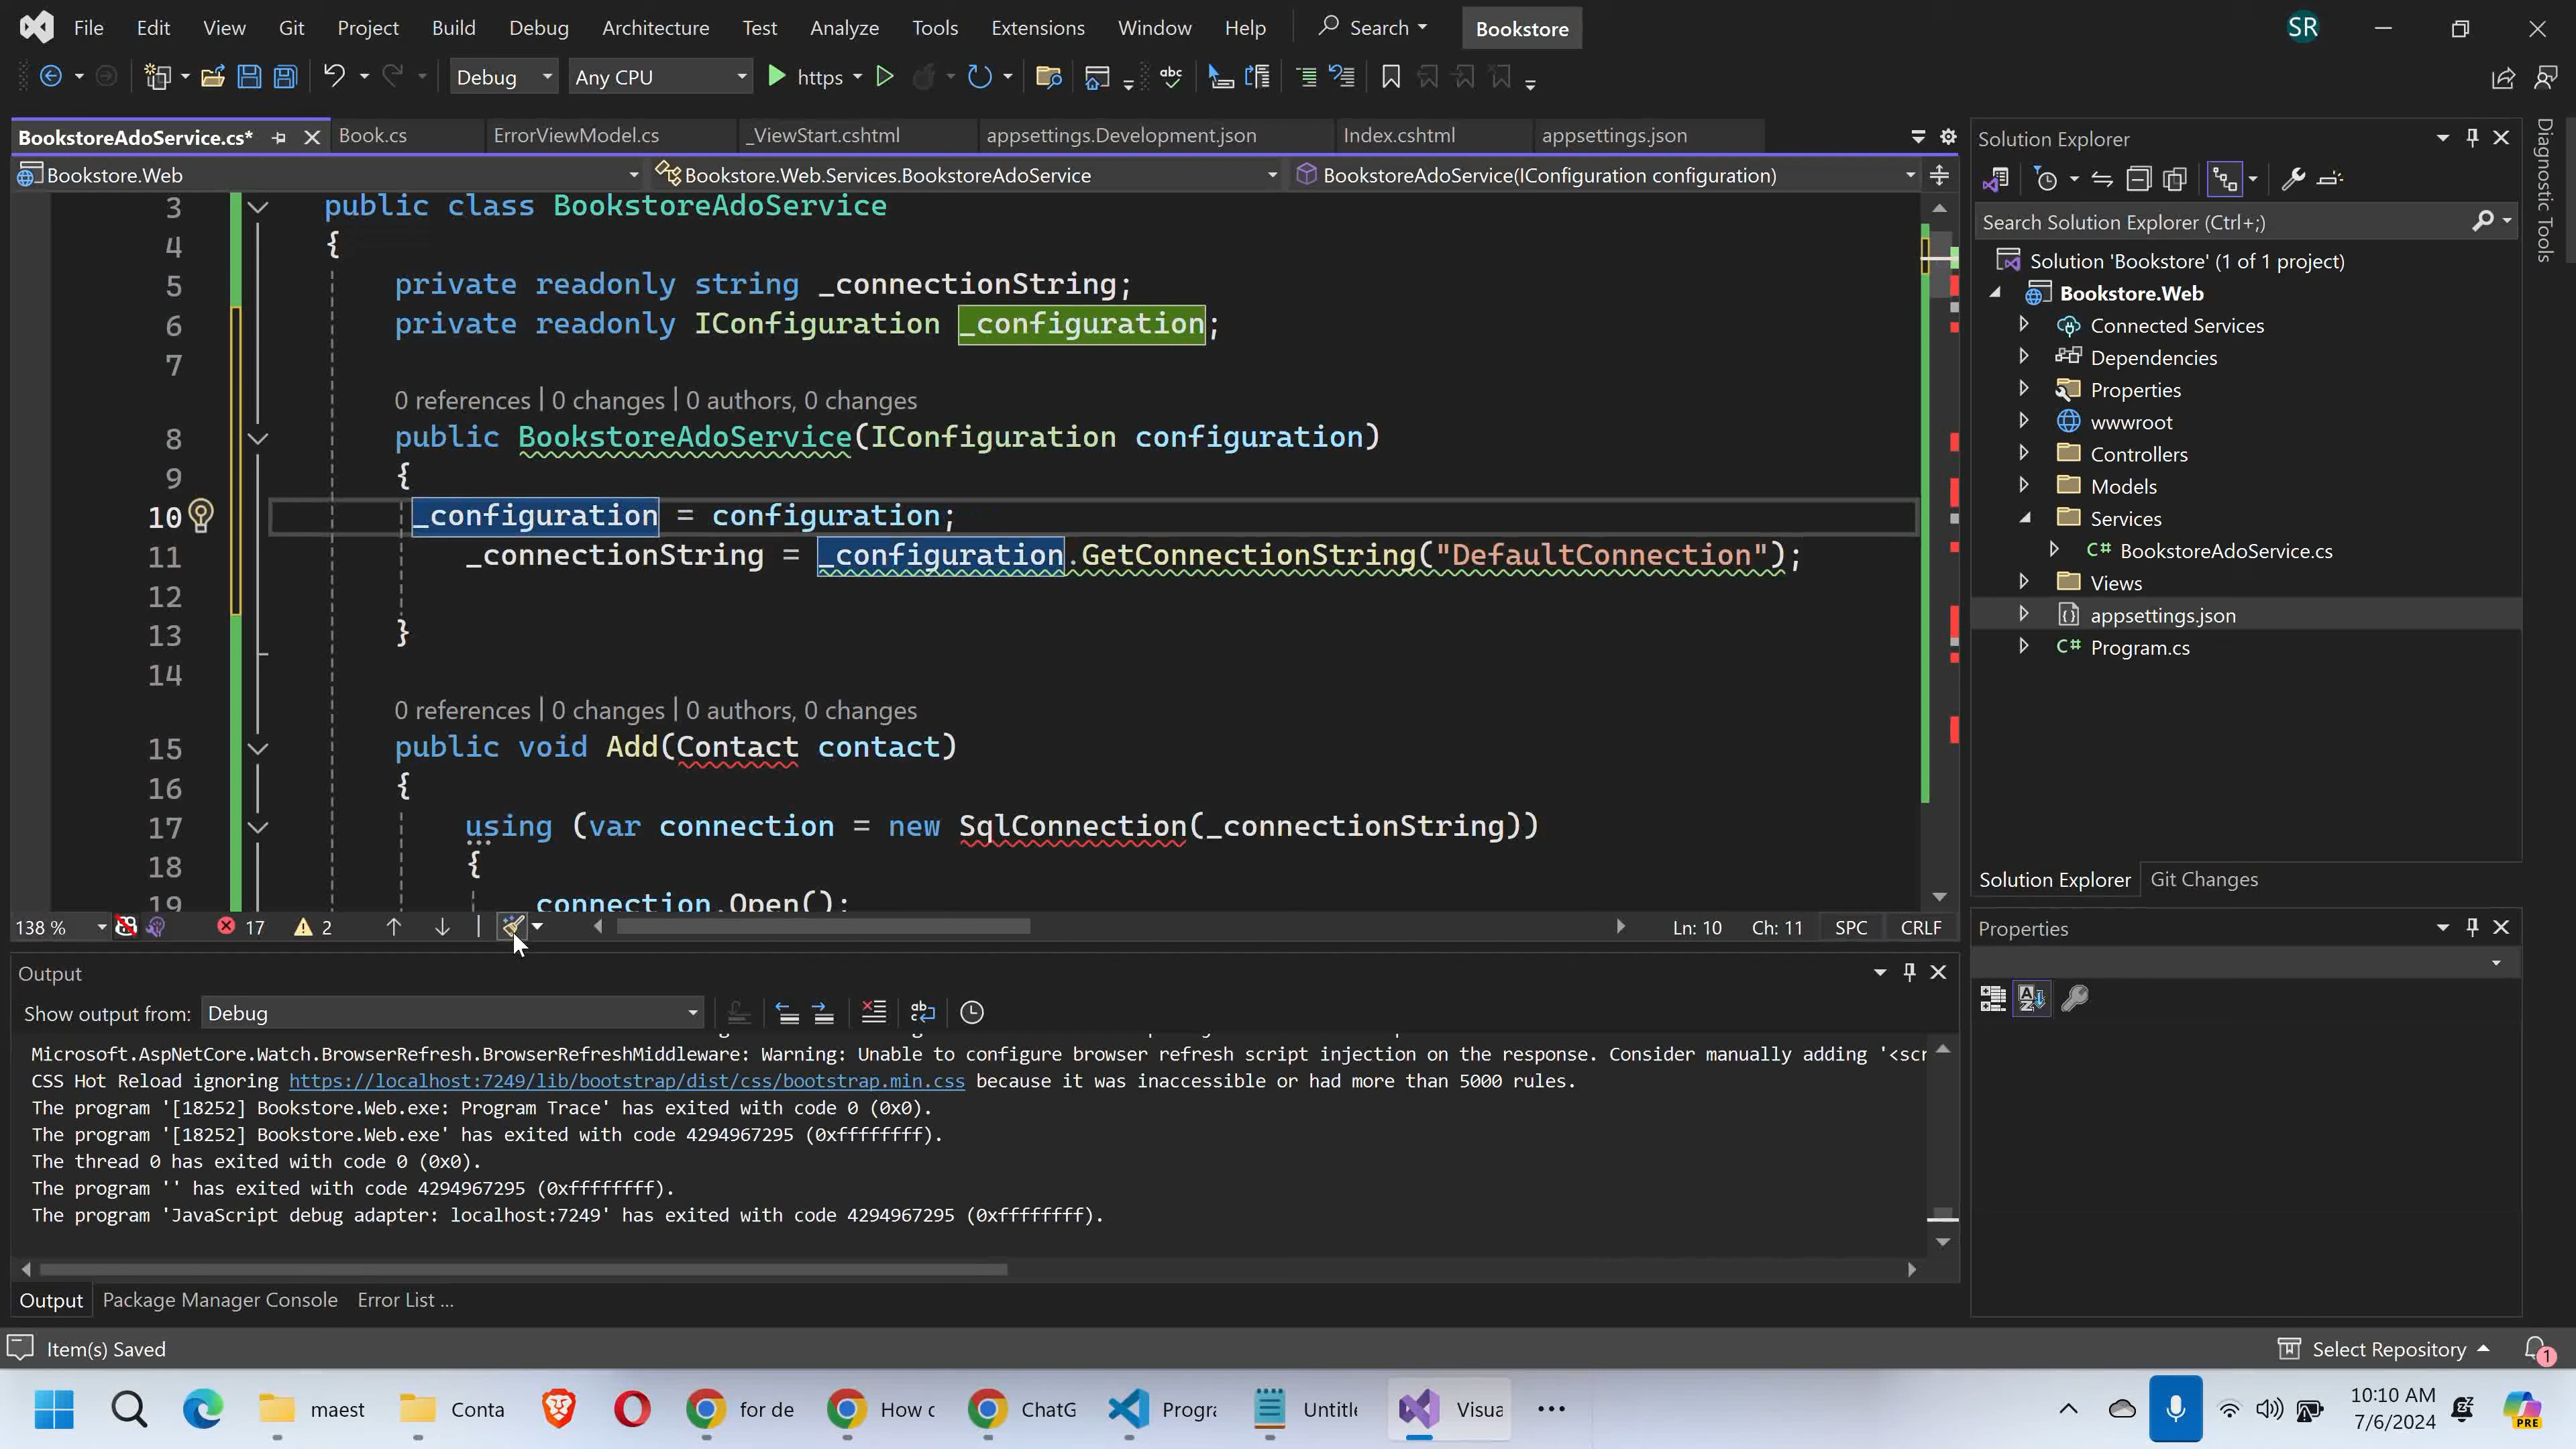 File Edit View Git Project Build Debug Architecture Test Analyze Tools Extensions Window Help Search Bookstore SR
Debug Any CPU https
BookstoreAdoService.cs* Book.cs ErrorViewModel.cs _ViewStart.cshtml appsettings.Development.json Index.cshtml appsettings.json
Bookstore.Web Bookstore.Web.Services.BookstoreAdoService BookstoreAdoService(IConfiguration configuration)
3 public class BookstoreAdoService
4 {
5 private readonly string _connectionString;
6 private readonly IConfiguration _configuration;
7
0 references | 0 changes | 0 authors, 0 changes
8 public BookstoreAdoService(IConfiguration configuration)
9 {
10 _configuration = configuration;
11 _connectionString = _configuration.GetConnectionString("DefaultConnection");
12
13 }
14
0 references | 0 changes | 0 authors, 0 changes
15 public void Add(Contact contact)
16 {
17 using (var connection = new SqlConnection(_connectionString))
18 {
19 connection.Open();
138 % 17 2 Ln: 10 Ch: 11 SPC CRLF
Output
Show output from: Debug
Microsoft.AspNetCore.Watch.BrowserRefresh.BrowserRefreshMiddleware: Warning: Unable to configure browser refresh script injection on the response. Consider manually adding '<scr
CSS Hot Reload ignoring https://localhost:7249/lib/bootstrap/dist/css/bootstrap.min.css because it was inaccessible or had more than 5000 rules.
The program '[18252] Bookstore.Web.exe: Program Trace' has exited with code 0 (0x0).
The program '[18252] Bookstore.Web.exe' has exited with code 4294967295 (0xffffffff).
The thread 0 has exited with code 0 (0x0).
The program '' has exited with code 4294967295 (0xffffffff).
The program 'JavaScript debug adapter: localhost:7249' has exited with code 4294967295 (0xffffffff).
Output Package Manager Console Error List ...
Solution Explorer
Search Solution Explorer (Ctrl+;)
Solution 'Bookstore' (1 of 1 project)
Bookstore.Web
Connected Services
Dependencies
Properties
wwwroot
Controllers
Models
Services
C# BookstoreAdoService.cs
Views
appsettings.json
C# Program.cs
Solution Explorer Git Changes
Properties
Diagnostic Tools
Item(s) Saved Select Repository 1
maest Conta for de How c ChatG Progra Untitle Visua 10:10 AM
7/6/2024
PRE